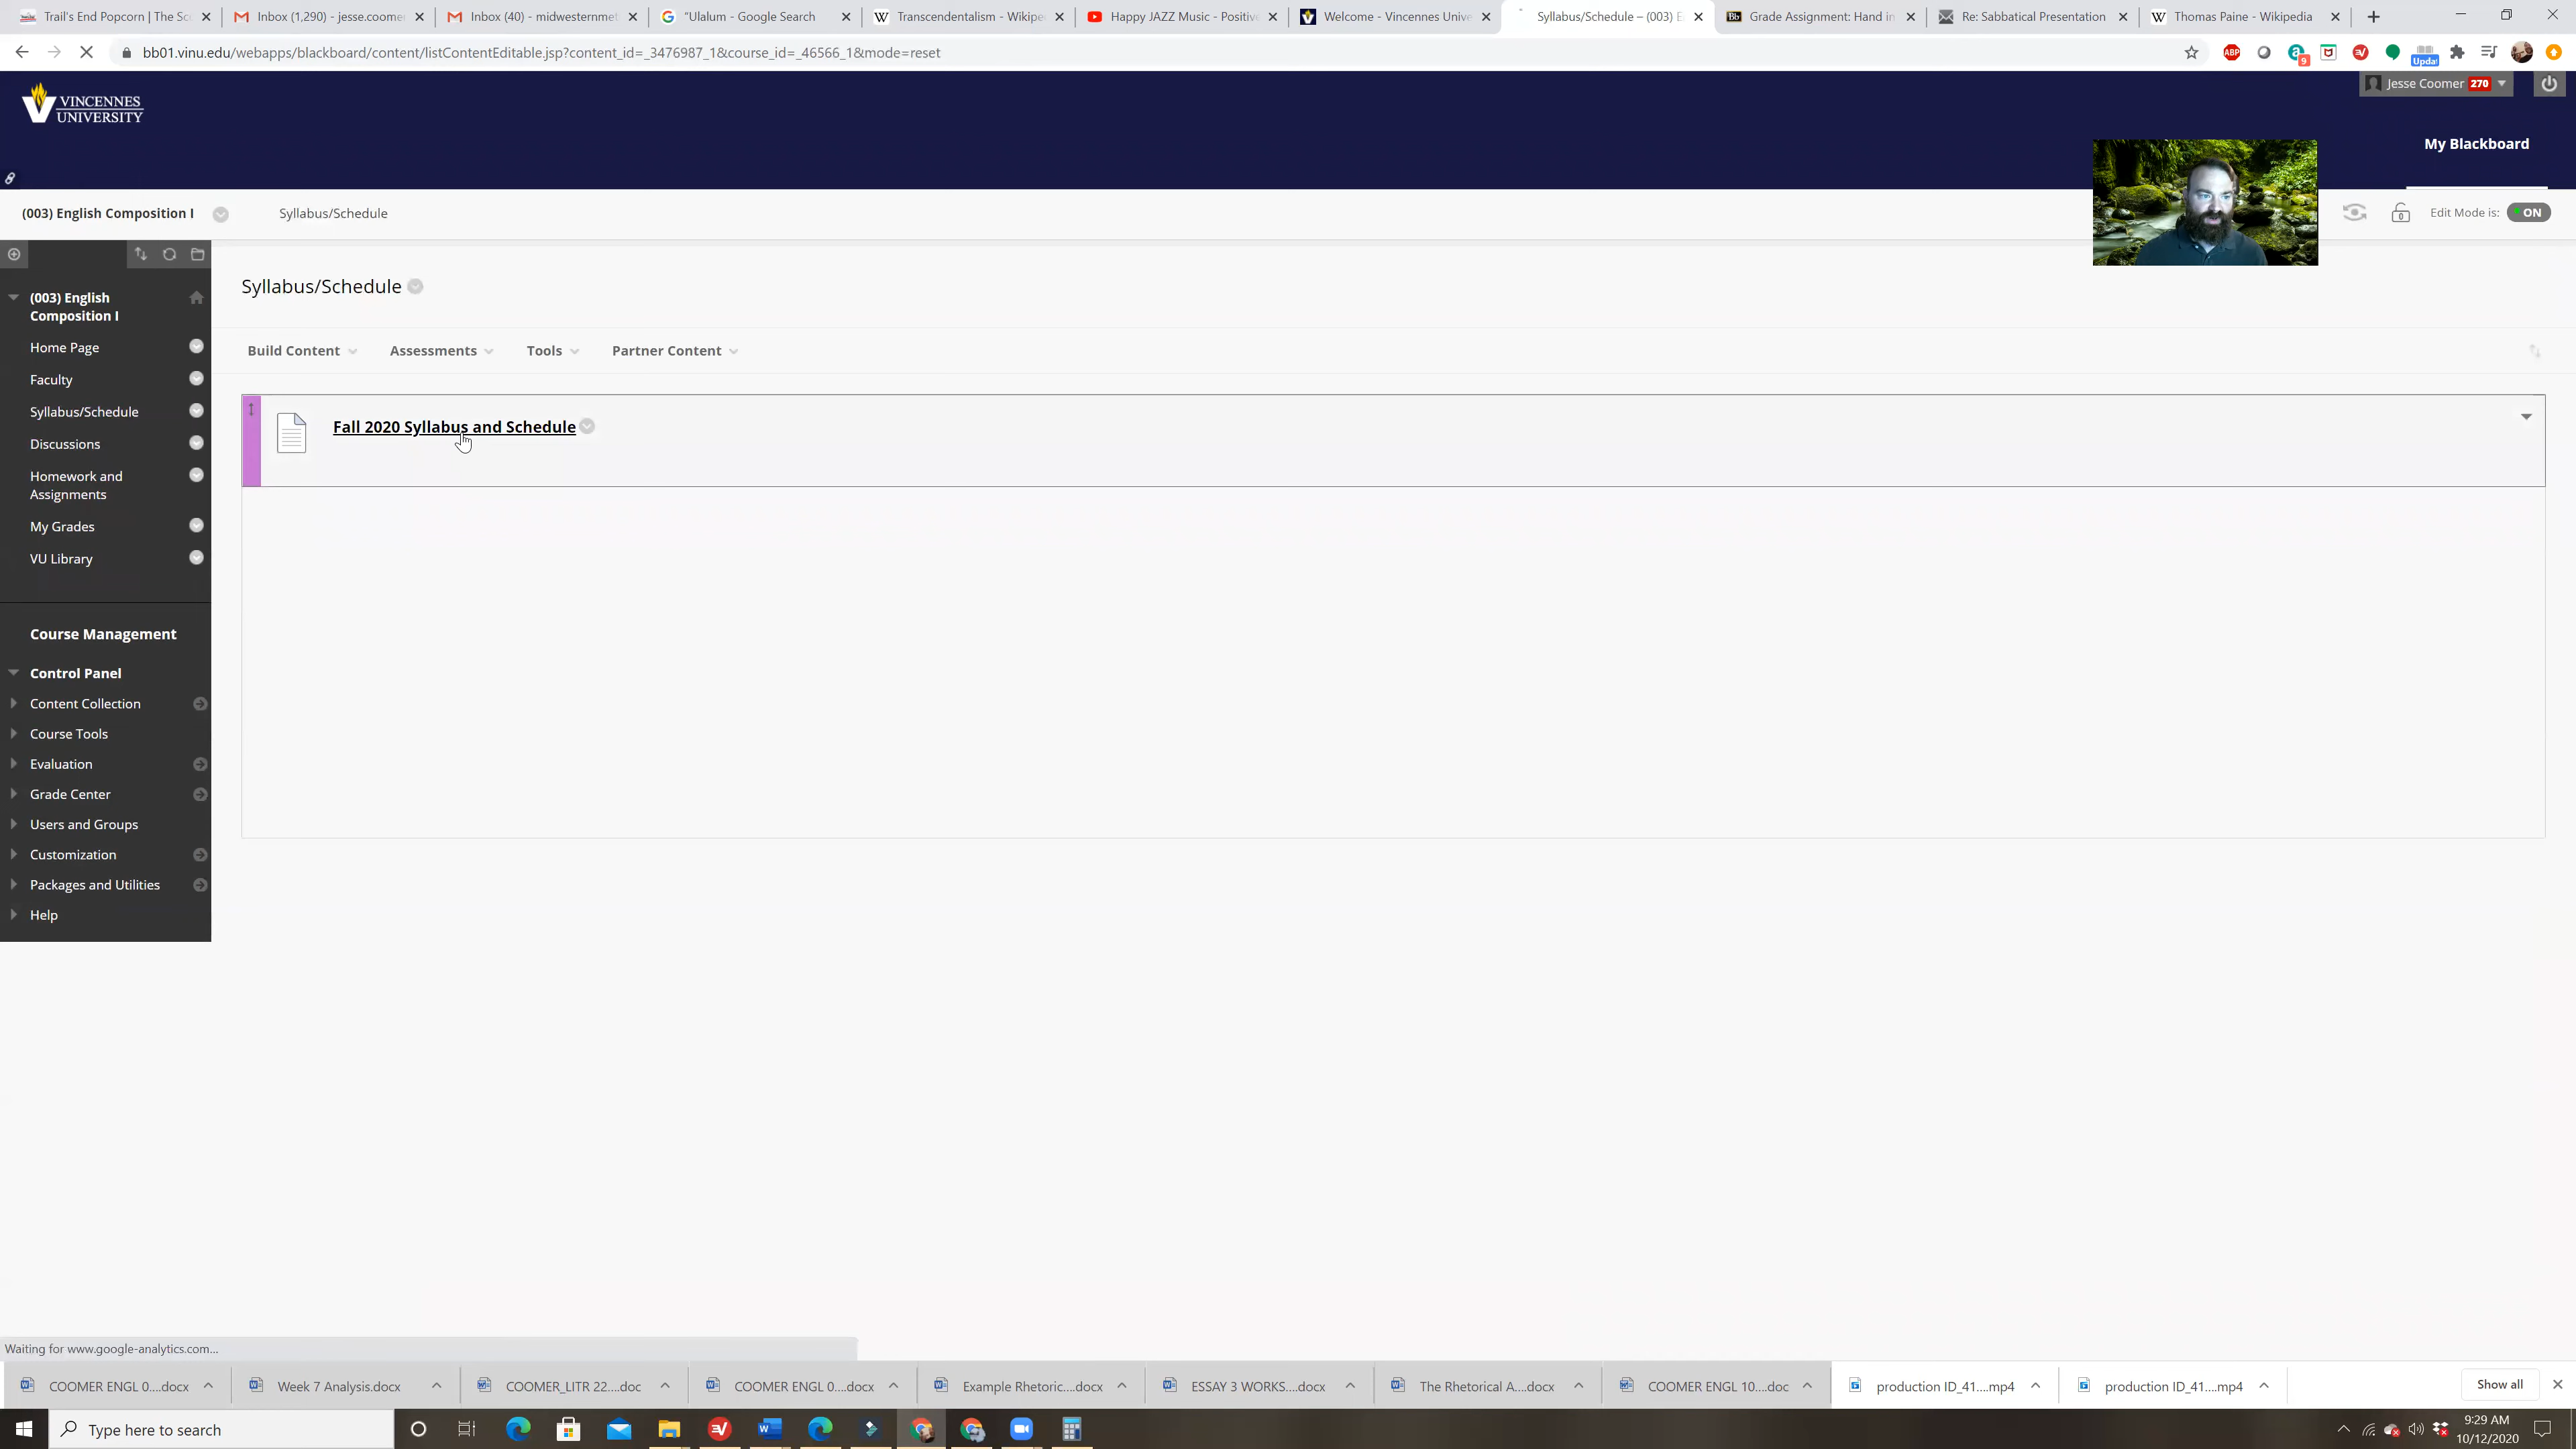 Trail's End Popcorn | The Sco
Inbox (1,290) - jesse.coomer
Inbox (40) - midwesternmet
"Ulalum - Google Search
Transcendentalism - Wikipe
Happy JAZZ Music - Positiv
Welcome - Vincennes Unive
Syllabus/Schedule – (003) E
Bb Grade Assignment: Hand in
Re: Sabbatical Presentation
Thomas Paine - Wikipedia
bb01.vinu.edu/webapps/blackboard/content/listContentEditable.jsp?content_id=_3476987_1&course_id=_46566_1&mode=reset
ABP
9
Updat
VINCENNES
UNIVERSITY
Jesse Coomer 270
My Blackboard
(003) English Composition I
Syllabus/Schedule
Edit Mode is: ON
(003) English
Composition I
Home Page
Faculty
Syllabus/Schedule
Discussions
Homework and
Assignments
My Grades
VU Library
Course Management
Control Panel
Content Collection
Course Tools
Evaluation
Grade Center
Users and Groups
Customization
Packages and Utilities
Help
Syllabus/Schedule
Build Content
Assessments
Tools
Partner Content
Fall 2020 Syllabus and Schedule
Waiting for www.google-analytics.com...
COOMER ENGL 0....docx
Week 7 Analysis.docx
COOMER_LITR 22....doc
COOMER ENGL 0....docx
Example Rhetoric....docx
ESSAY 3 WORKS....docx
The Rhetorical A....docx
COOMER ENGL 10....doc
production ID_41....mp4
production ID_41....mp4
Show all
Type here to search
9:29 AM
10/12/2020